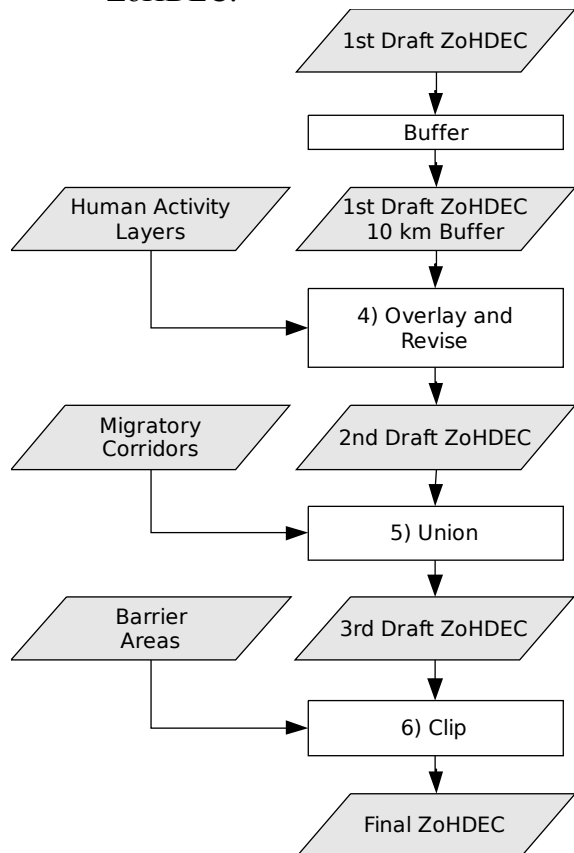 ZoHDEC.
1st Draft ZoHDEC
Buffer
Human Activity
Layers
1st Draft ZoHDEC
10 km Buffer
4) Overlay and
Revise
Migratory
Corridors
2nd Draft ZoHDEC
5) Union
Barrier
Areas
3rd Draft ZoHDEC
6) Clip
Final ZoHDEC